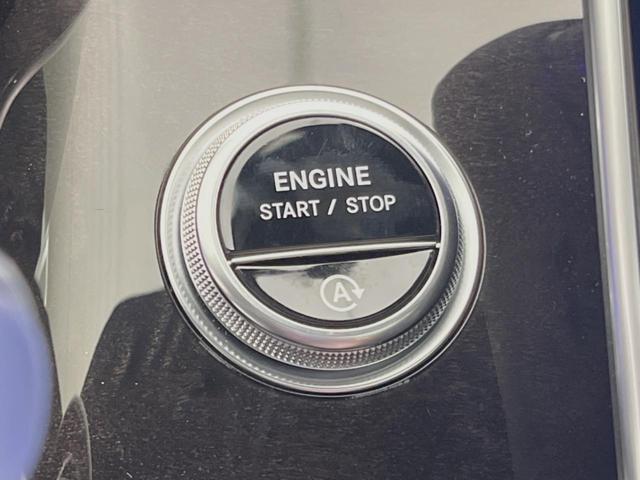 ENGINE
START / STOP
A